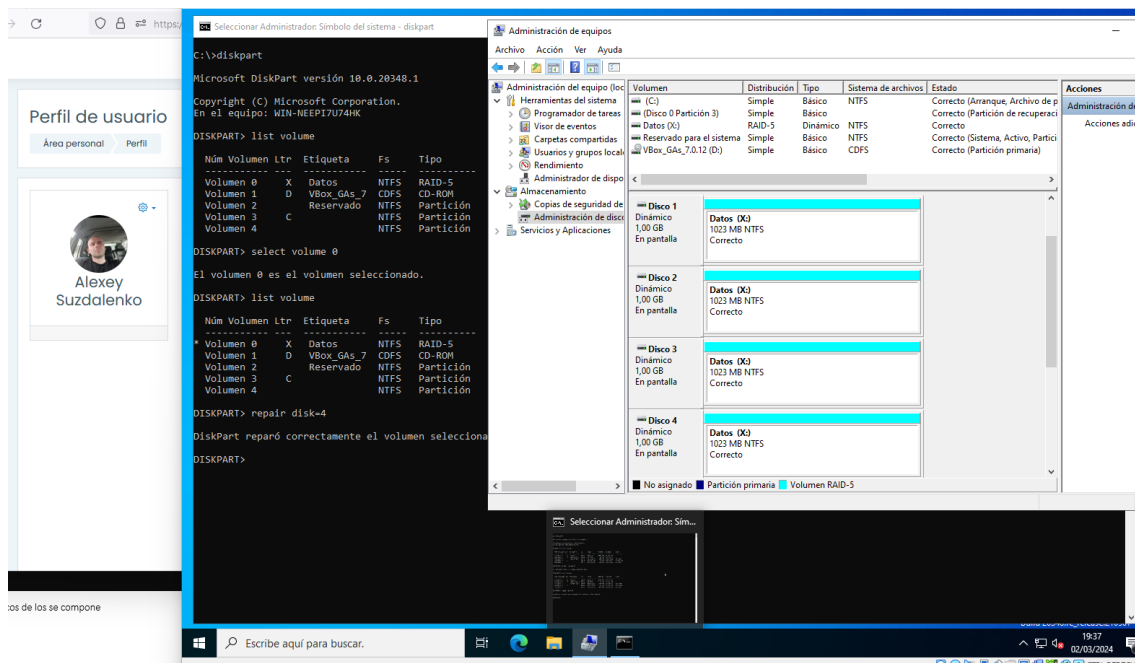 https:/
Perfil de usuario
Área personal
Perfil
Alexey
Suzdalenko
cos de los se compone
Seleccionar Administrador: Símbolo del sistema - diskpart
C:\>diskpart
Microsoft DiskPart versión 10.0.20348.1
Copyright (C) Microsoft Corporation.
En el equipo: WIN-NEEPI7U74HK
DISKPART> list volume
Núm Volumen Ltr Etiqueta Fs Tipo
Volumen 0 X Datos NTFS RAID-5
Volumen 1 D VBox_GAs_7 CDFS CD-ROM
Volumen 2 Reservado NTFS Partición
Volumen 3 C NTFS Partición
Volumen 4 NTFS Partición
DISKPART> select volume 0
El volumen 0 es el volumen seleccionado.
DISKPART> list volume
Núm Volumen Ltr Etiqueta Fs Tipo
* Volumen 0 X Datos NTFS RAID-5
Volumen 1 D VBox_GAs_7 CDFS CD-ROM
Volumen 2 Reservado NTFS Partición
Volumen 3 C NTFS Partición
Volumen 4 NTFS Partición
DISKPART> repair disk=4
DiskPart reparó correctamente el volumen selecciona
DISKPART>
Administración de equipos
Archivo Acción Ver Ayuda
Administración del equipo (loc
Herramientas del sistema
Programador de tareas
Visor de eventos
Carpetas compartidas
Usuarios y grupos locale
Rendimiento
Administrador de dispo
Almacenamiento
Copias de seguridad de
Administración de disco
Servicios y Aplicaciones
Volumen Distribución Tipo Sistema de archivos Estado
(C:) Simple Básico NTFS Correcto (Arranque, Archivo de p
(Disco 0 Partición 3) Simple Básico Correcto (Partición de recuperaci
Datos (X:) RAID-5 Dinámico NTFS Correcto
Reservado para el sistema Simple Básico NTFS Correcto (Sistema, Activo, Partici
VBox_GAs_7.0.12 (D:) Simple Básico CDFS Correcto (Partición primaria)
Disco 1
Dinámico
1,00 GB
En pantalla
Datos (X:)
1023 MB NTFS
Correcto
Disco 2
Dinámico
1,00 GB
En pantalla
Datos (X:)
1023 MB NTFS
Correcto
Disco 3
Dinámico
1,00 GB
En pantalla
Datos (X:)
1023 MB NTFS
Correcto
Disco 4
Dinámico
1,00 GB
En pantalla
Datos (X:)
1023 MB NTFS
Correcto
No asignado Partición primaria Volumen RAID-5
Acciones
Administración de
Acciones adic
Seleccionar Administrador: Sím...
Escribe aquí para buscar.
19:37
02/03/2024